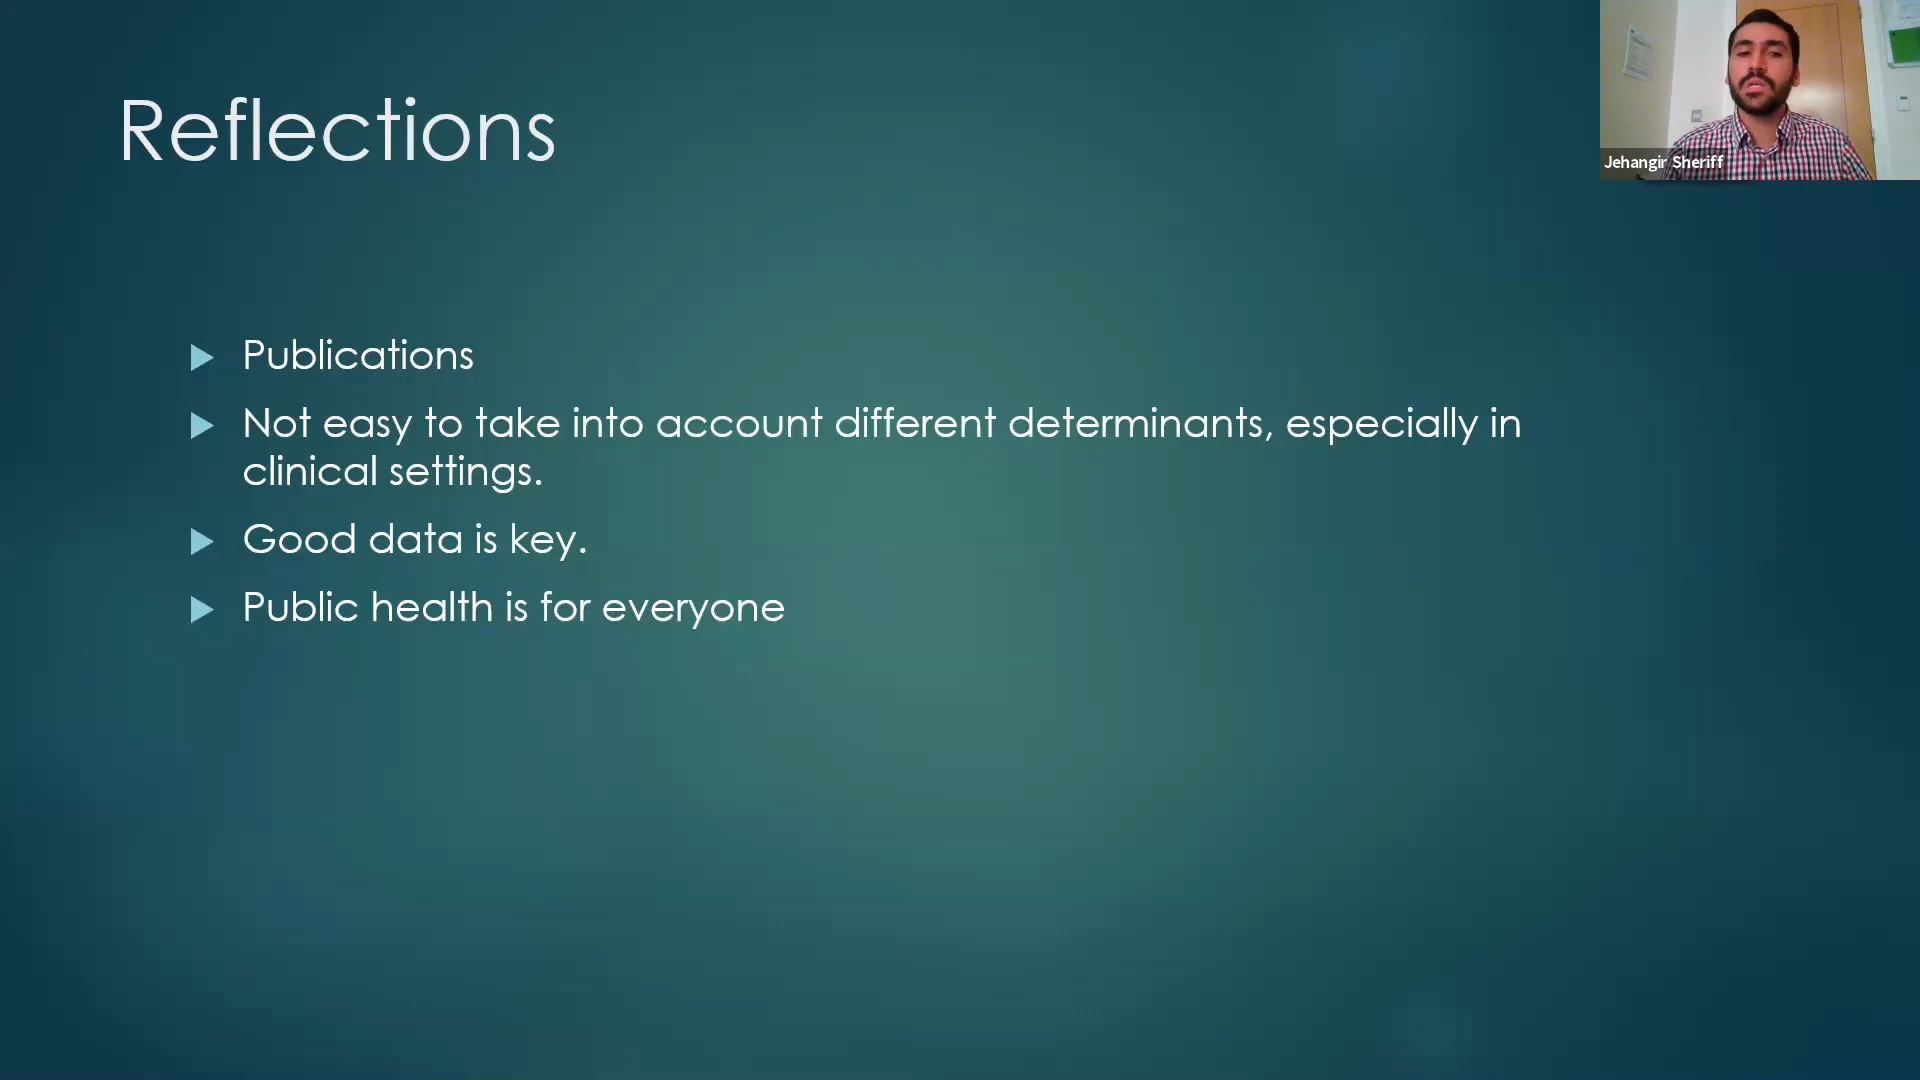 Reflections
Jehangir Sheriff
Publications
Not easy to take into account different determinants, especially in
clinical settings.
Good data is key.
Public health is for everyone